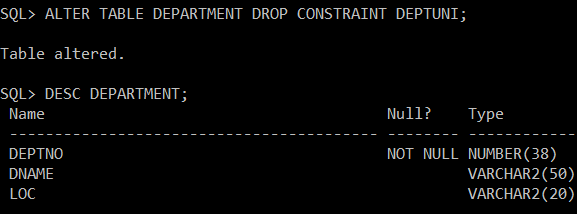 SQL> ALTER TABLE DEPARTMENT DROP CONSTRAINT DEPTUNI;
Table altered.
SQL> DESC DEPARTMENT;
Name                                      Null?    Type
----------------------------------------- -------- ------------
DEPTNO                                    NOT NULL NUMBER(38)
DNAME                                              VARCHAR2(50)
LOC                                                VARCHAR2(20)